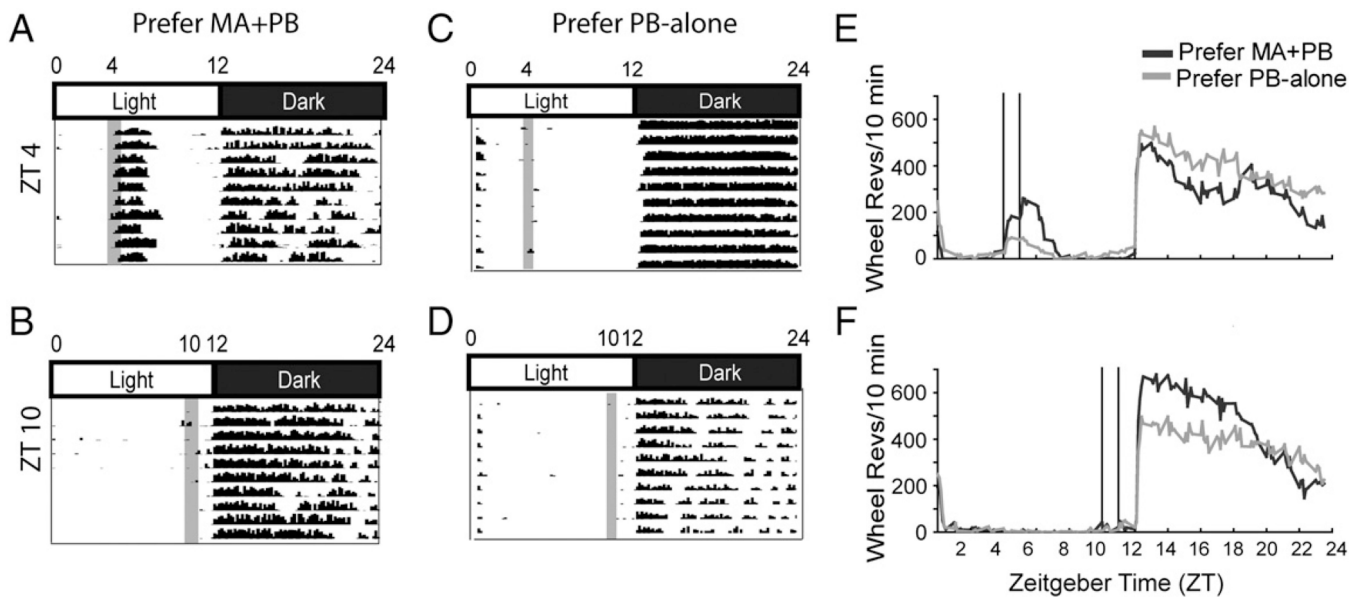 A
Prefer MA+PB
0 4 12 24
Light Dark
ZT 4
B
0 10 12 24
Light Dark
ZT 10
C
Prefer PB-alone
0 4 12 24
Light Dark
D
0 10 12 24
Light Dark
E
Prefer MA+PB
Prefer PB-alone
Wheel Revs/10 min
600
400
200
0
F
Wheel Revs/10 min
600
400
200
0
2 4 6 8 10 12 14 16 18 20 22 24
Zeitgeber Time (ZT)